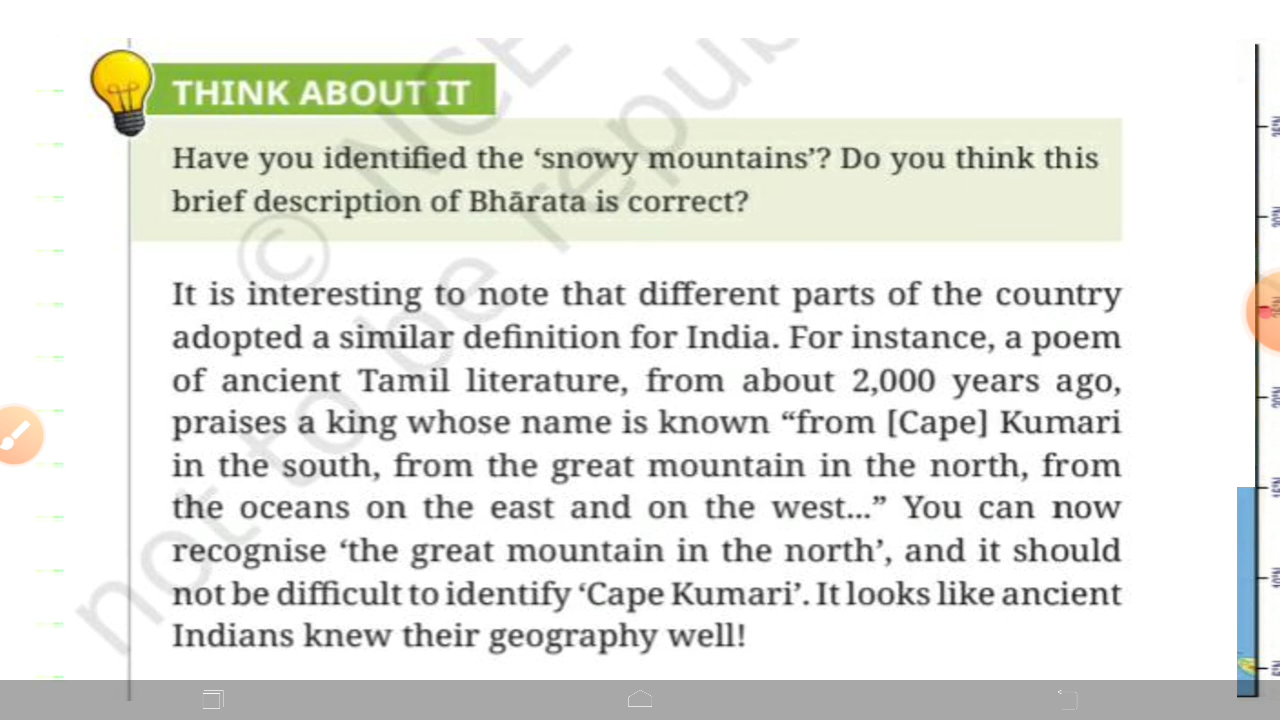 THINK ABOUT IT
Have you identified the ‘snowy mountains’? Do you think this
brief description of Bhārata is correct?
It is interesting to note that different parts of the country
adopted a similar definition for India. For instance, a poem
of ancient Tamil literature, from about 2,000 years ago,
praises a king whose name is known “from [Cape] Kumari
in the south, from the great mountain in the north, from
the oceans on the east and on the west...” You can now
recognise ‘the great mountain in the north’, and it should
not be difficult to identify ‘Cape Kumari’. It looks like ancient
Indians knew their geography well!
not to be repub